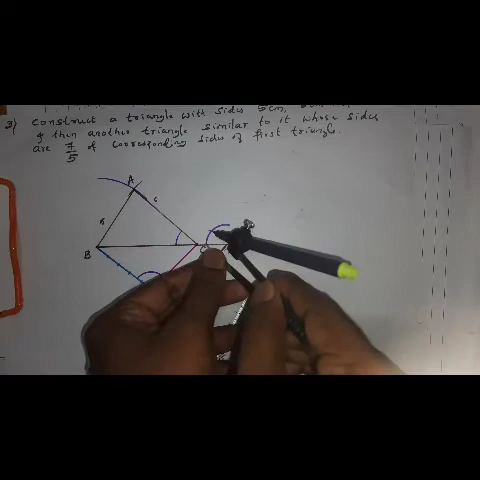 3) construct a triangle with sides 5cm,
& then another triangle similar to it whose sides
are 7/5 of corresponding sides of first triangle.
A
5 6
B